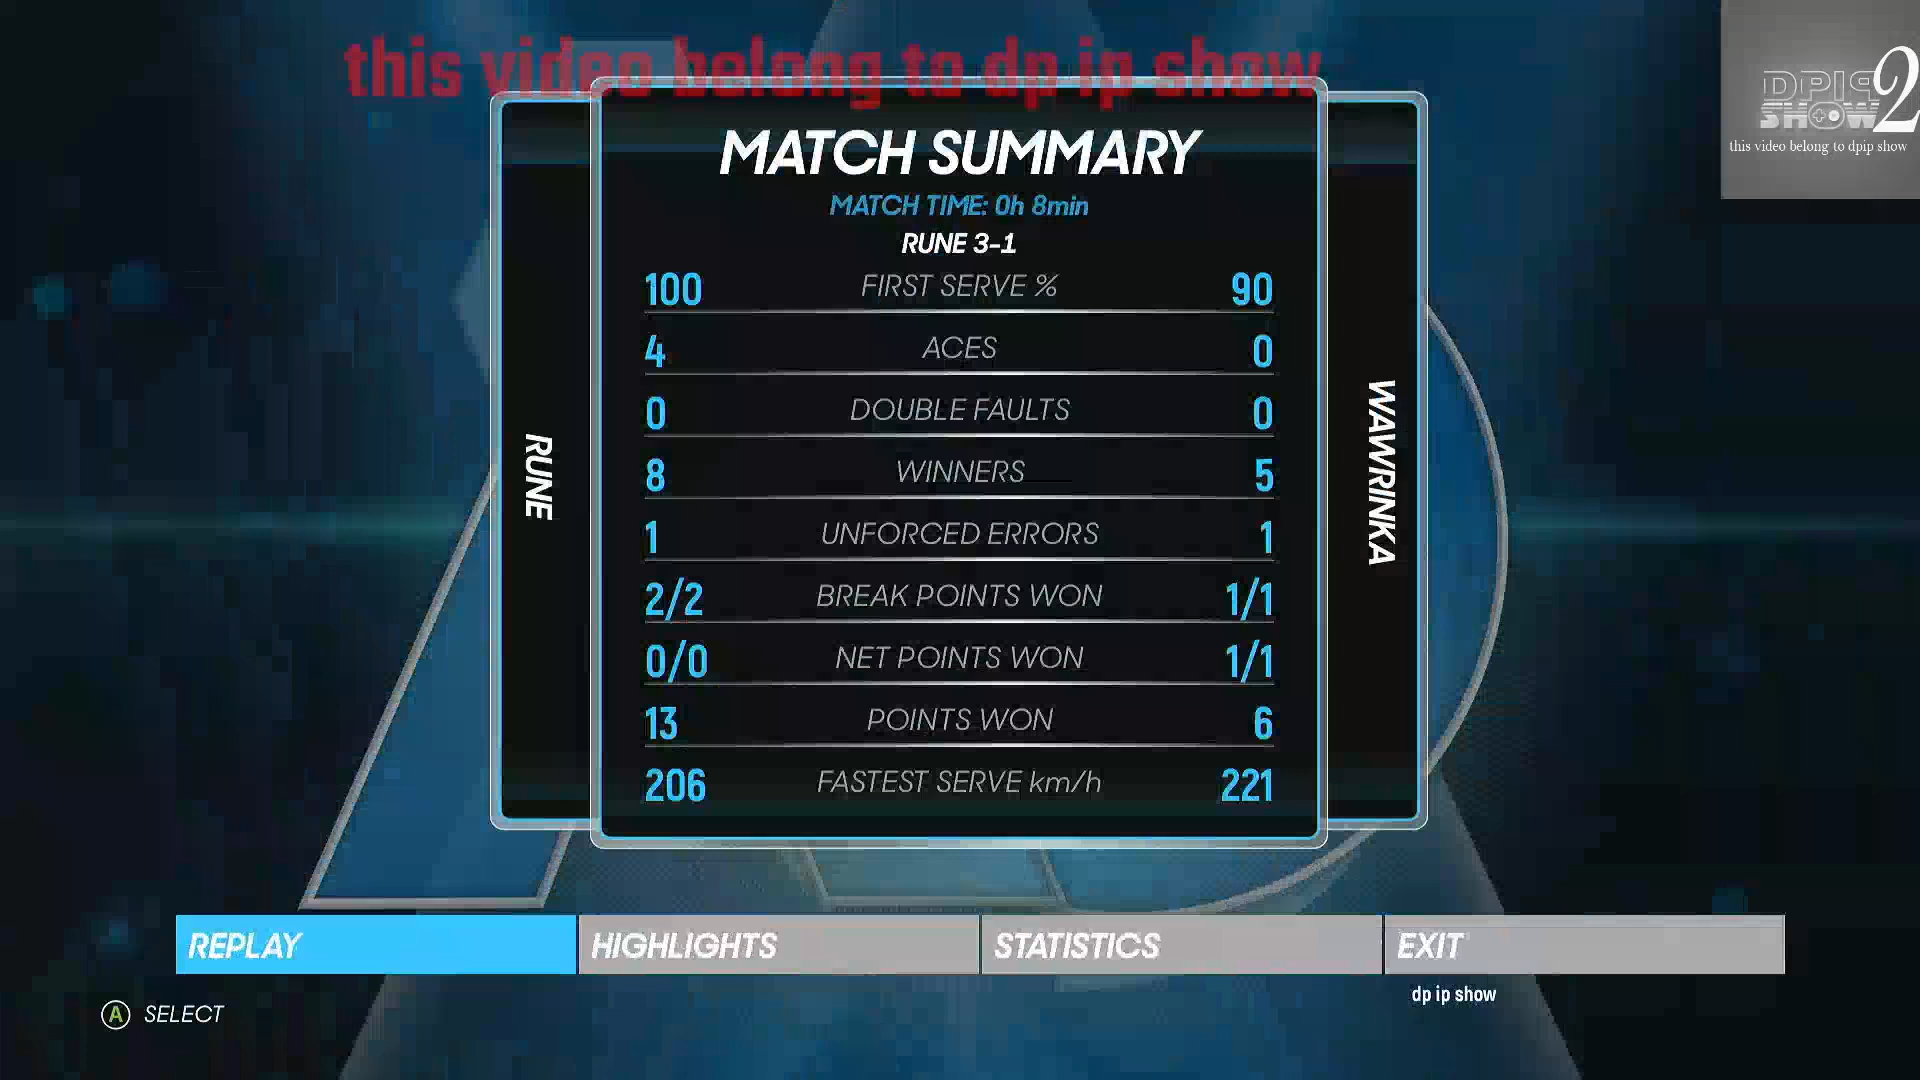 this video belong to dp ip show
DPIP
SHOW 2
this video belong to dpip show
MATCH SUMMARY
MATCH TIME: 0h 8min
RUNE 3-1
100 FIRST SERVE % 90
4 ACES 0
0 DOUBLE FAULTS 0
8 WINNERS 5
1 UNFORCED ERRORS 1
2/2 BREAK POINTS WON 1/1
0/0 NET POINTS WON 1/1
13 POINTS WON 6
206 FASTEST SERVE km/h 221
RUNE
WAWRINKA
REPLAY
HIGHLIGHTS
STATISTICS
EXIT
dp ip show
A SELECT